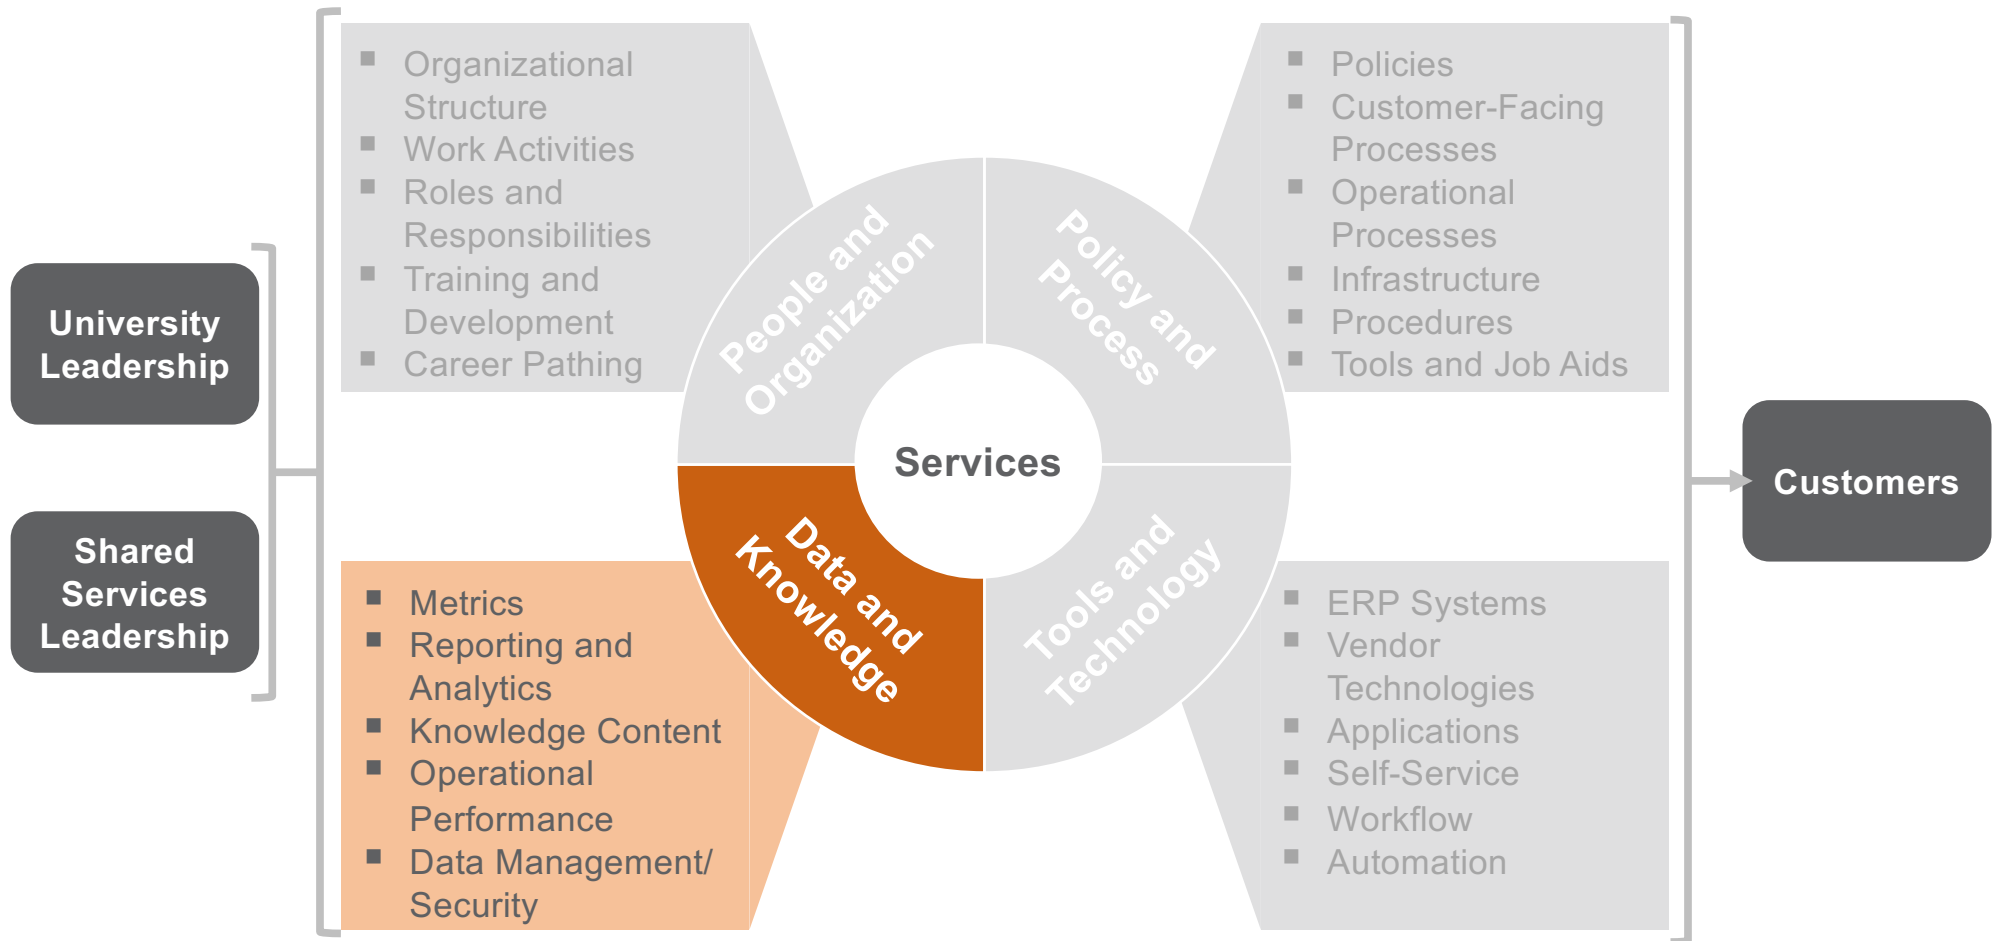 University
Leadership
Shared
Services
Leadership
■ Organizational
Structure
■ Work Activities
■ Roles and
Responsibilities
■ Training and
Development
■ Career Pathing
■ Metrics
■ Reporting and
Analytics
■ Knowledge Content
■ Operational
Performance
■ Data Management/
Security
People and
Organization
Policy and
Process
Services
Data and
Knowledge
Tools and
Technology
■ Policies
■ Customer-Facing
Processes
■ Operational
Processes
■ Infrastructure
■ Procedures
■ Tools and Job Aids
■ ERP Systems
■ Vendor
Technologies
■ Applications
■ Self-Service
■ Workflow
■ Automation
Customers